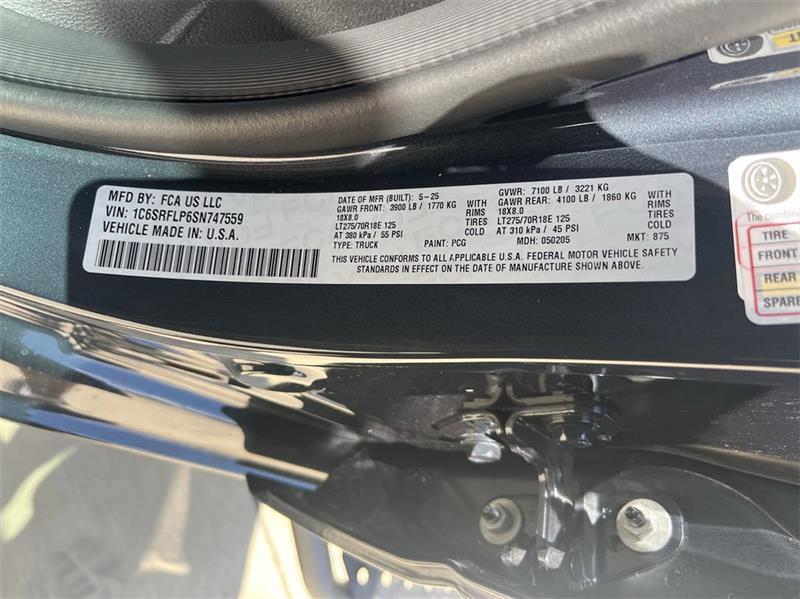 MFD BY: FCA US LLC
VIN: 1C6SRFLP6SN747559
VEHICLE MADE IN: U.S.A.
DATE OF MFR (BUILT): 5-25
GAWR FRONT: 3900 LB / 1770 KG WITH
18X8.0 RIMS
LT275/70R18E 125 TIRES
AT 380 kPa / 55 PSI COLD
TYPE: TRUCK PAINT: PCG
GVWR: 7100 LB / 3221 KG
GAWR REAR: 4100 LB / 1860 KG WITH
18X8.0 RIMS
LT275/70R18E 125 TIRES
AT 310 kPa / 45 PSI COLD
MDH: 050205 MKT: 875
THIS VEHICLE CONFORMS TO ALL APPLICABLE U.S.A. FEDERAL MOTOR VEHICLE SAFETY
STANDARDS IN EFFECT ON THE DATE OF MANUFACTURE SHOWN ABOVE.
The combine
TIRE
FRONT
REAR
SPARE